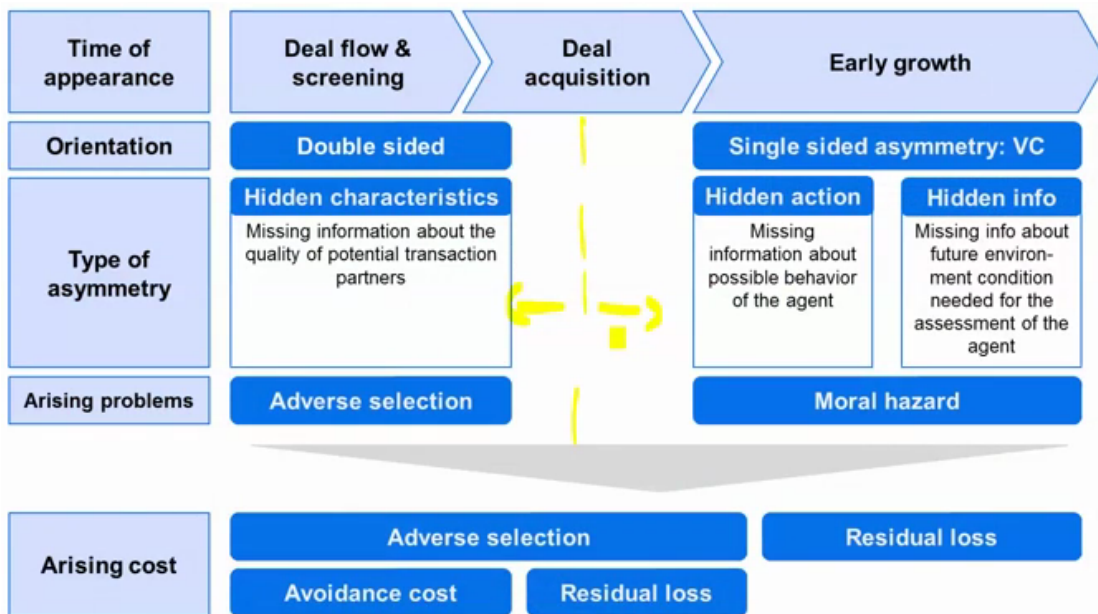 Time of
appearance
Deal flow &
screening
Deal
acquisition
Early growth
Orientation
Double sided
Single sided asymmetry: VC
Type of
asymmetry
Hidden characteristics
Missing information about the
quality of potential transaction
partners
Hidden action
Missing
information about
possible behavior
of the agent
Hidden info
Missing info about
future environ-
ment condition
needed for the
assessment of the
agent
Arising problems
Adverse selection
Moral hazard
Arising cost
Adverse selection
Residual loss
Avoidance cost
Residual loss